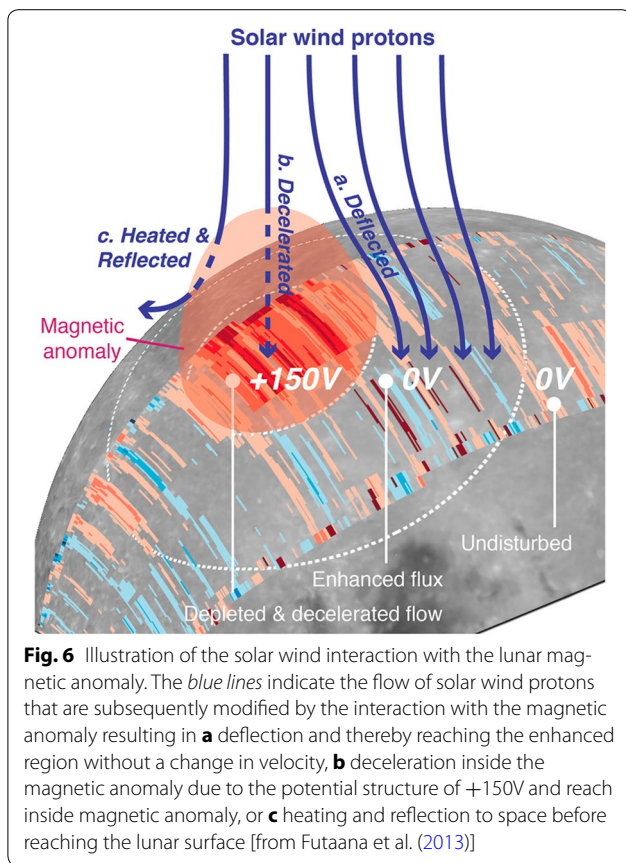 Solar wind protons
b. Decelerated
a. Deflected
c. Heated &
Reflected
Magnetic
anomaly
+150V
0V
0V
Undisturbed
Enhanced flux
Depleted & decelerated flow
Fig. 6 Illustration of the solar wind interaction with the lunar mag-
netic anomaly. The blue lines indicate the flow of solar wind protons
that are subsequently modified by the interaction with the magnetic
anomaly resulting in a deflection and thereby reaching the enhanced
region without a change in velocity, b deceleration inside the
magnetic anomaly due to the potential structure of +150V and reach
inside magnetic anomaly, or c heating and reflection to space before
reaching the lunar surface [from Futaana et al. (2013)]